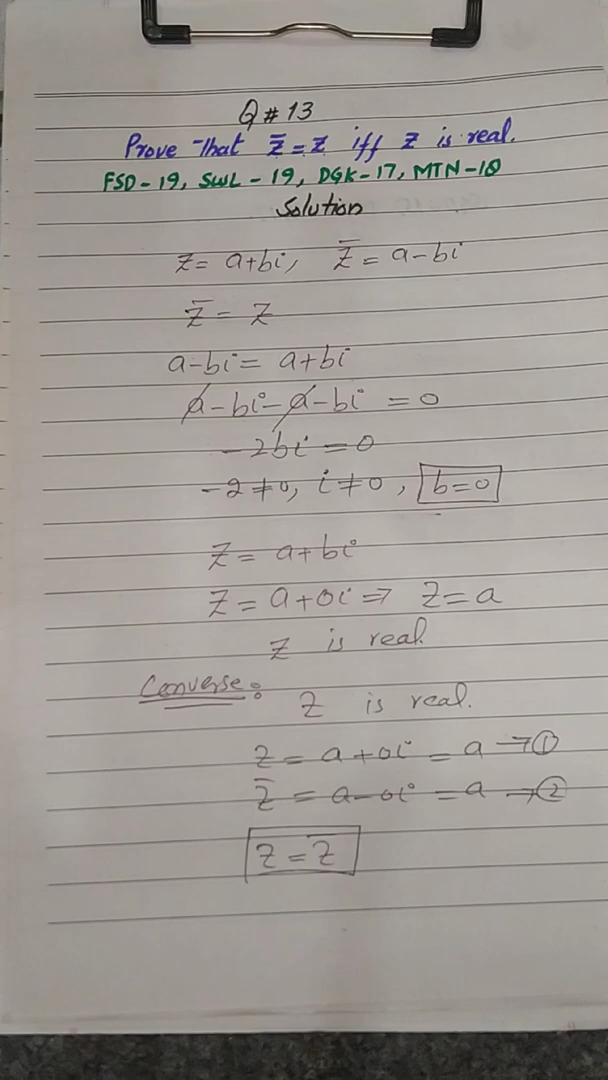 Q # 13
Prove That z̄ = z iff z is real.
FSD-19, SWL-19, DGK-17, MTN-18
Solution
z = a+bi, z̄ = a-bi
z̄ = z
a-bi = a+bi
a-bi-a-bi = 0
-2bi = 0
-2≠0, i≠0, b=0
z = a+bi
z = a+0i ⇒ z=a
z is real.
Converse:
z is real.
z = a+0i = a →①
z̄ = a-0i = a →②
z = z̄